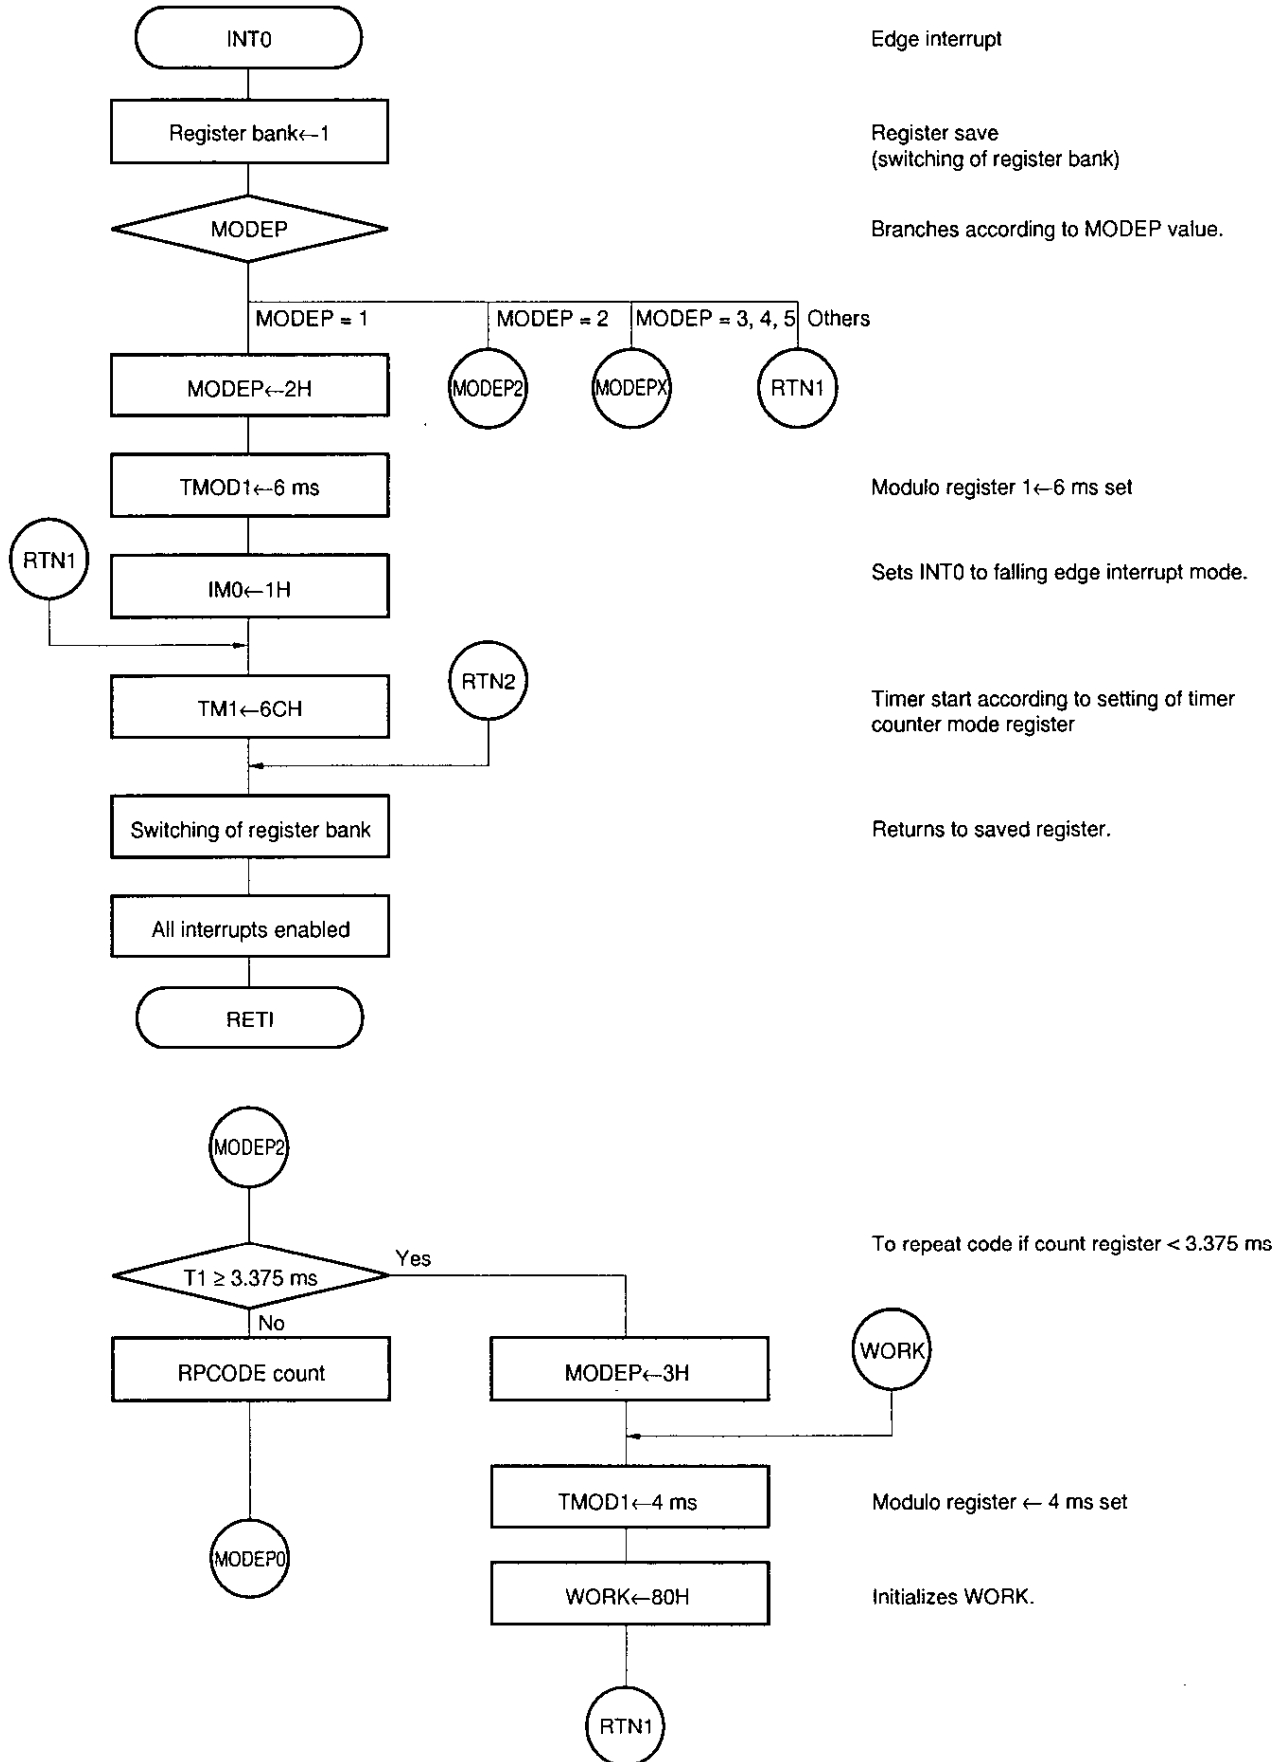 INT0
Edge interrupt
Register bank←1
Register save
(switching of register bank)
MODEP
Branches according to MODEP value.
MODEP = 1
MODEP = 2
MODEP = 3, 4, 5
Others
MODEP←2H
MODEP2
MODEPX
RTN1
TMOD1←6 ms
Modulo register 1←6 ms set
RTN1
IM0←1H
Sets INT0 to falling edge interrupt mode.
RTN2
TM1←6CH
Timer start according to setting of timer
counter mode register
Switching of register bank
Returns to saved register.
All interrupts enabled
RETI
MODEP2
T1 ≥ 3.375 ms
Yes
To repeat code if count register < 3.375 ms
No
RPCODE count
MODEP←3H
WORK
TMOD1←4 ms
Modulo register ← 4 ms set
MODEP0
WORK←80H
Initializes WORK.
RTN1